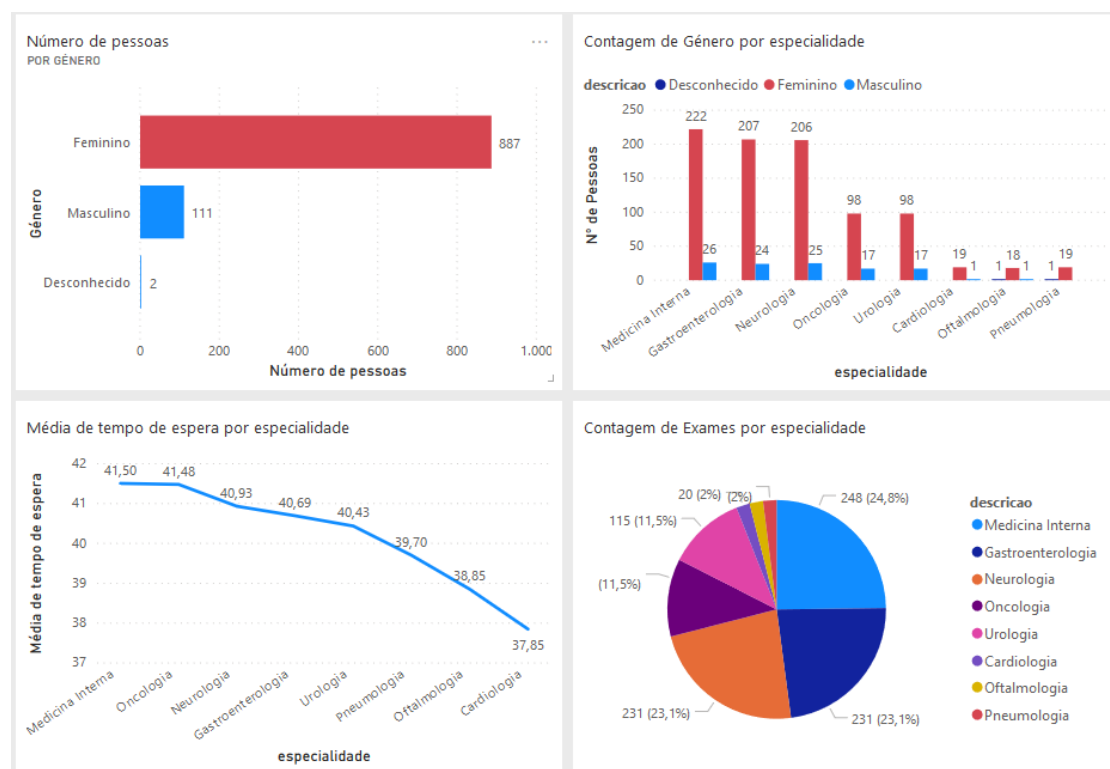 Número de pessoas
POR GÉNERO
Feminino
887
Masculino
111
Desconhecido
2
Género
0 200 400 600 800 1.000
Número de pessoas
Contagem de Género por especialidade
descricao Desconhecido Feminino Masculino
250
200
150
100
50
0
Nº de Pessoas
222 26 207 24 206 25 98 17 98 17 19 1 1 18 1 1 19
Medicina Interna
Gastroenterologia
Neurologia
Oncologia
Urologia
Cardiologia
Oftalmologia
Pneumologia
especialidade
Média de tempo de espera por especialidade
42
41
40
39
38
37
Média de tempo de espera
41,50 41,48 40,93 40,69 40,43 39,70 38,85 37,85
Medicina Interna
Oncologia
Neurologia
Gastroenterologia
Urologia
Pneumologia
Oftalmologia
Cardiologia
especialidade
Contagem de Exames por especialidade
20 (2%) (2%) 248 (24,8%)
115 (11,5%)
(11,5%)
231 (23,1%) 231 (23,1%)
descricao
Medicina Interna
Gastroenterologia
Neurologia
Oncologia
Urologia
Cardiologia
Oftalmologia
Pneumologia